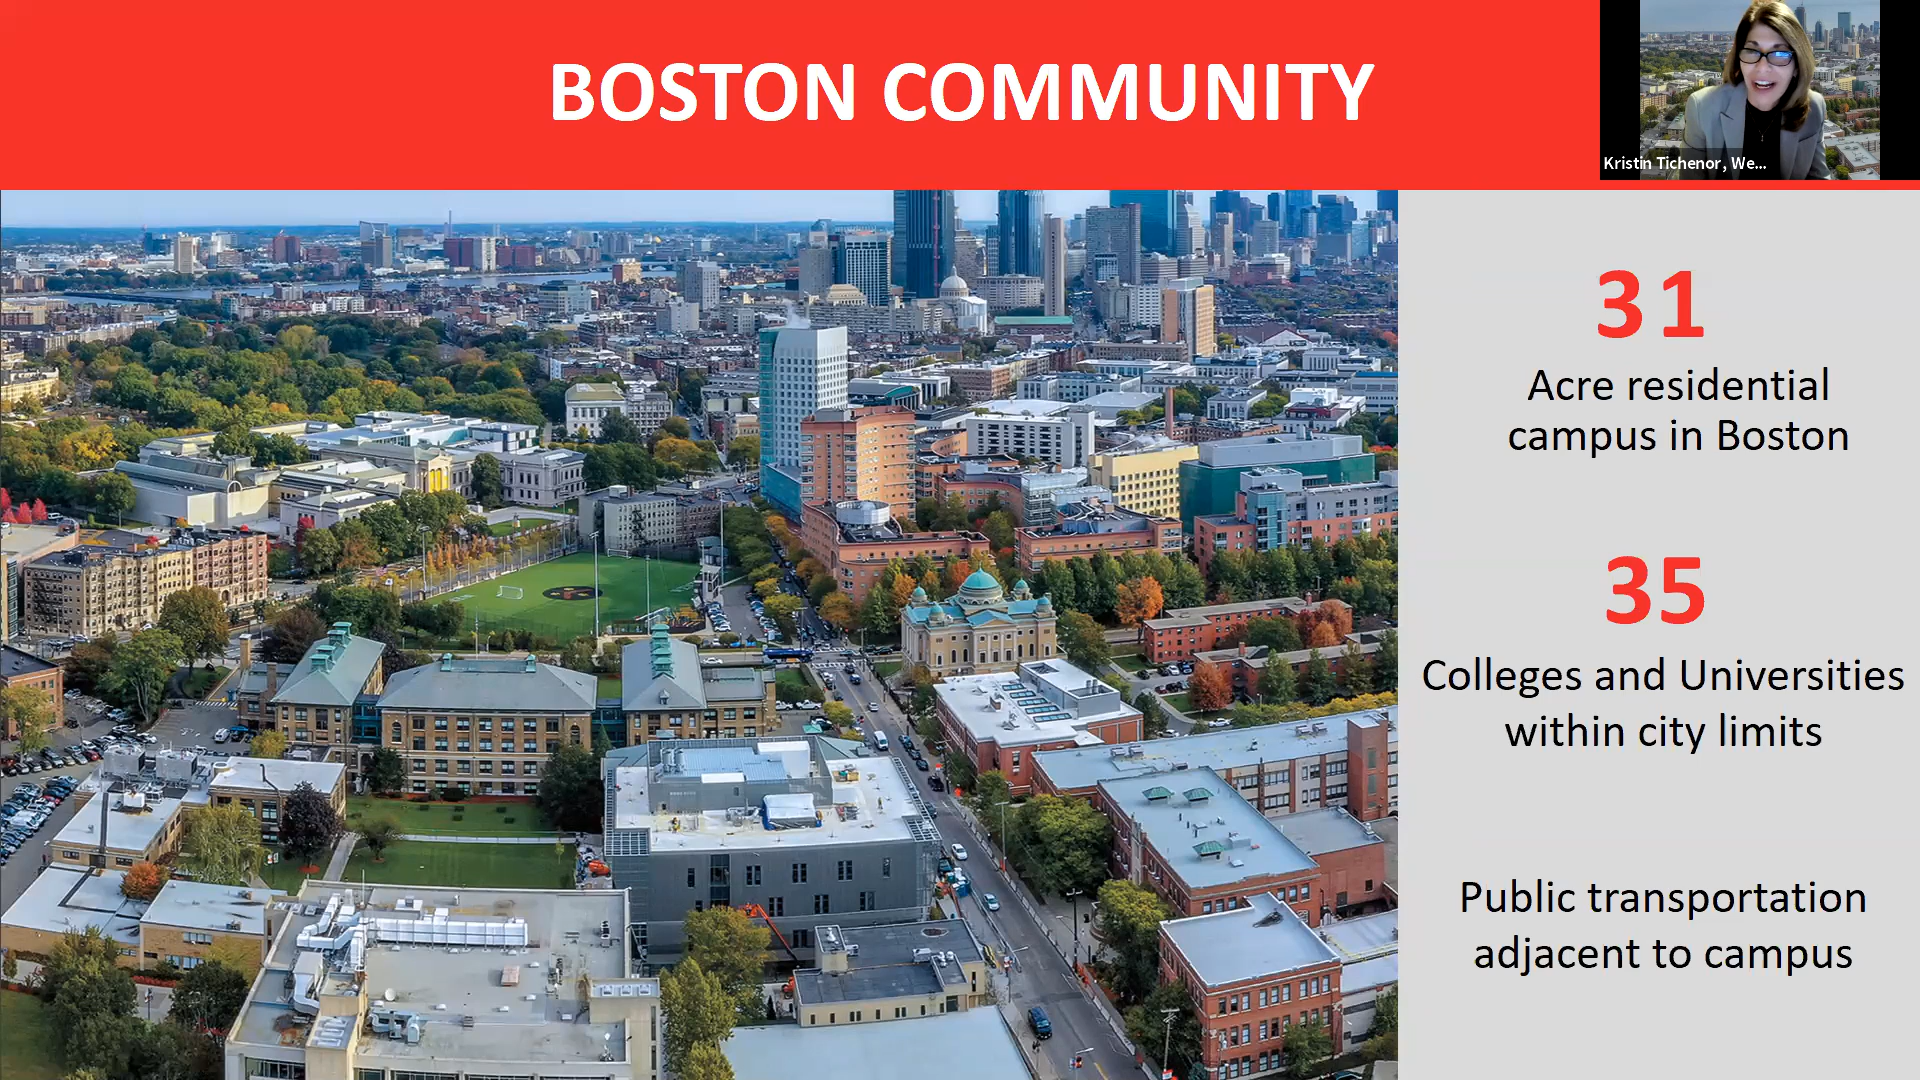 BOSTON COMMUNITY
Kristin Tichenor, We...
31
Acre residential
campus in Boston
35
Colleges and Universities
within city limits
Public transportation
adjacent to campus